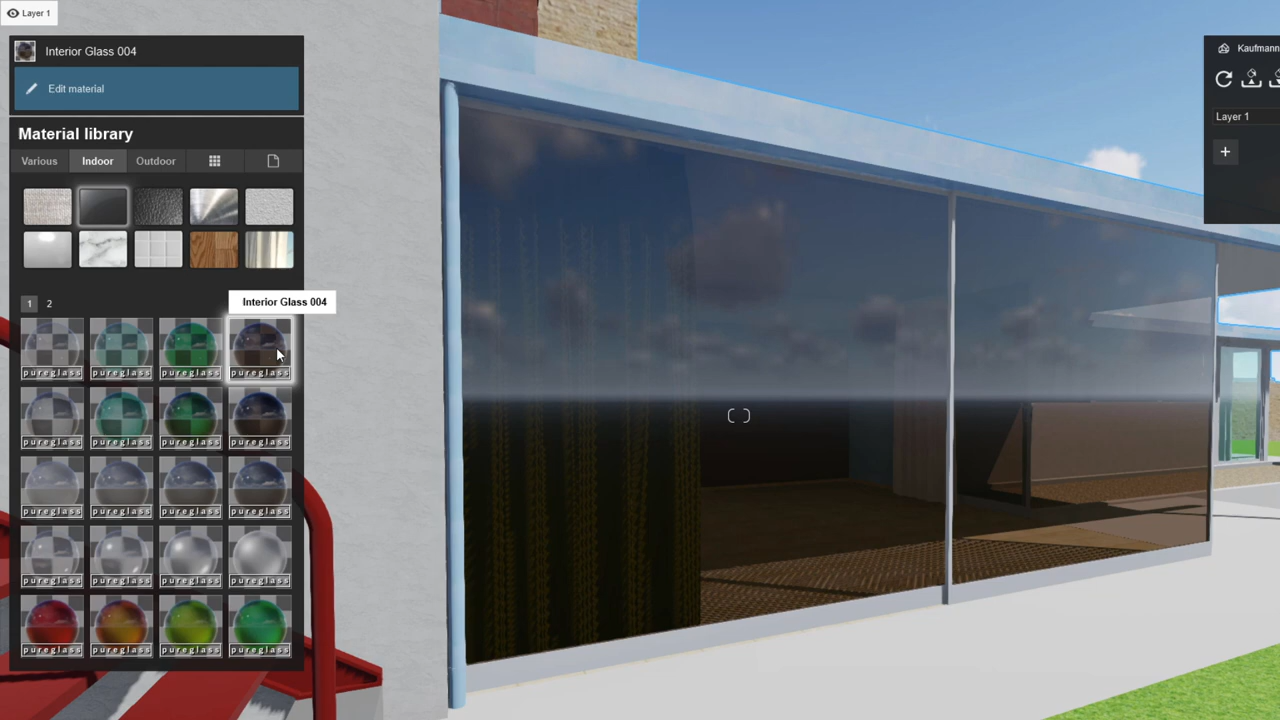 Layer 1
Interior Glass 004
Edit material
Material library
Various Indoor Outdoor
1 2
Interior Glass 004
pureglass pureglass pureglass pureglass
pureglass pureglass pureglass pureglass
pureglass pureglass pureglass pureglass
pureglass pureglass pureglass pureglass
pureglass pureglass pureglass pureglass
Kaufmann
Layer 1